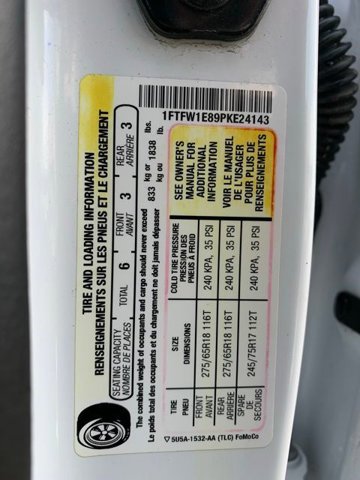 1FTFW1E89PKE24143
TIRE AND LOADING INFORMATION
RENSEIGNEMENTS SUR LES PNEUS ET LE CHARGEMENT
SEATING CAPACITY
NOMBRE DE PLACES
TOTAL 6
FRONT
AVANT 3
REAR
ARRIÈRE 3
The combined weight of occupants and cargo should never exceed
Le poids total des occupants et du chargement ne doit jamais dépasser
833 kg or 1838 lbs.
kg ou lb.
TIRE
PNEU
SIZE
DIMENSIONS
COLD TIRE PRESSURE
PRESSION DES
PNEUS À FROID
FRONT
AVANT
275/65R18 116T
240 KPA, 35 PSI
REAR
ARRIÈRE
275/65R18 116T
240 KPA, 35 PSI
SPARE
DE
SECOURS
245/75R17 112T
240 KPA, 35 PSI
SEE OWNER'S
MANUAL FOR
ADDITIONAL
INFORMATION
VOIR LE MANUEL
DE L'USAGER
POUR PLUS DE
RENSEIGNEMENTS
5U5A-1532-AA (TLC) FoMoCo